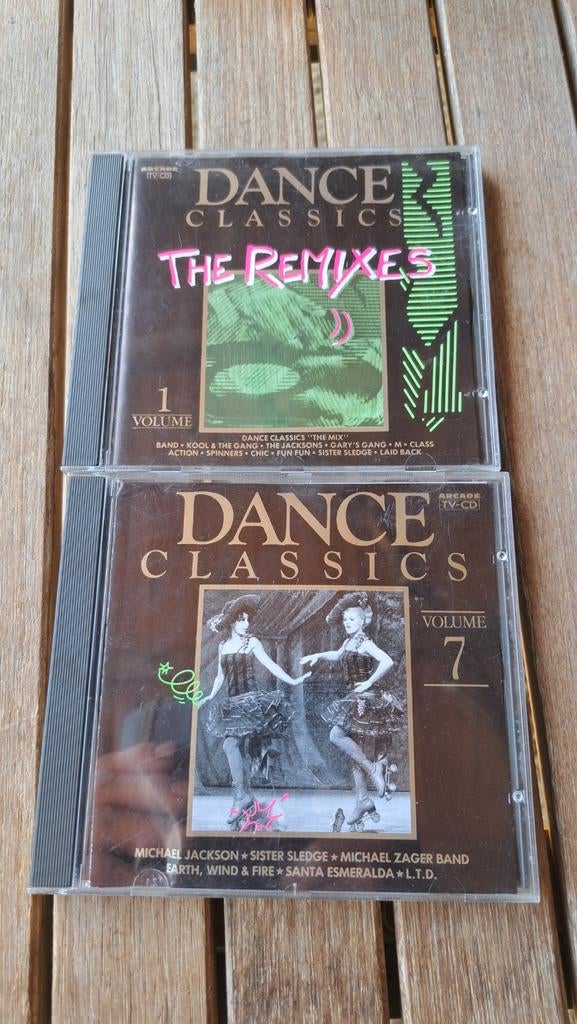 ARCADE
(TV-CD)
DANCE
CLASSICS
THE REMIXES
1
VOLUME
DANCE CLASSICS "THE MIX"
BAND • KOOL & THE GANG • THE JACKSONS • GARY'S GANG • M • CLASS
ACTION • SPINNERS • CHIC • FUN FUN • SISTER SLEDGE • LAID BACK
ARCADE
TV-CD
DANCE
CLASSICS
VOLUME
7
MICHAEL JACKSON ★ SISTER SLEDGE ★ MICHAEL ZAGER BAND
EARTH, WIND & FIRE ★ SANTA ESMERALDA ★ L.T.D.